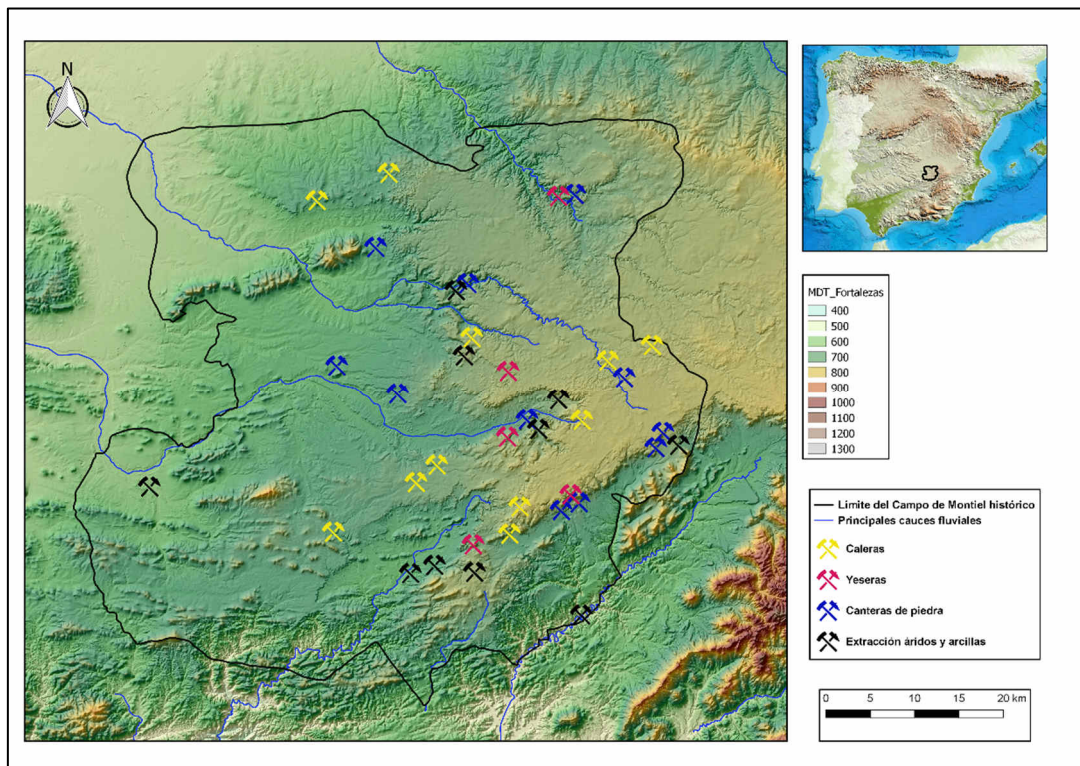 N
MDT_Fortalezas
400
500
600
700
800
900
1000
1100
1200
1300
Límite del Campo de Montiel histórico
Principales cauces fluviales
Caleras
Yeseras
Canteras de piedra
Extracción áridos y arcillas
0 5 10 15 20 km